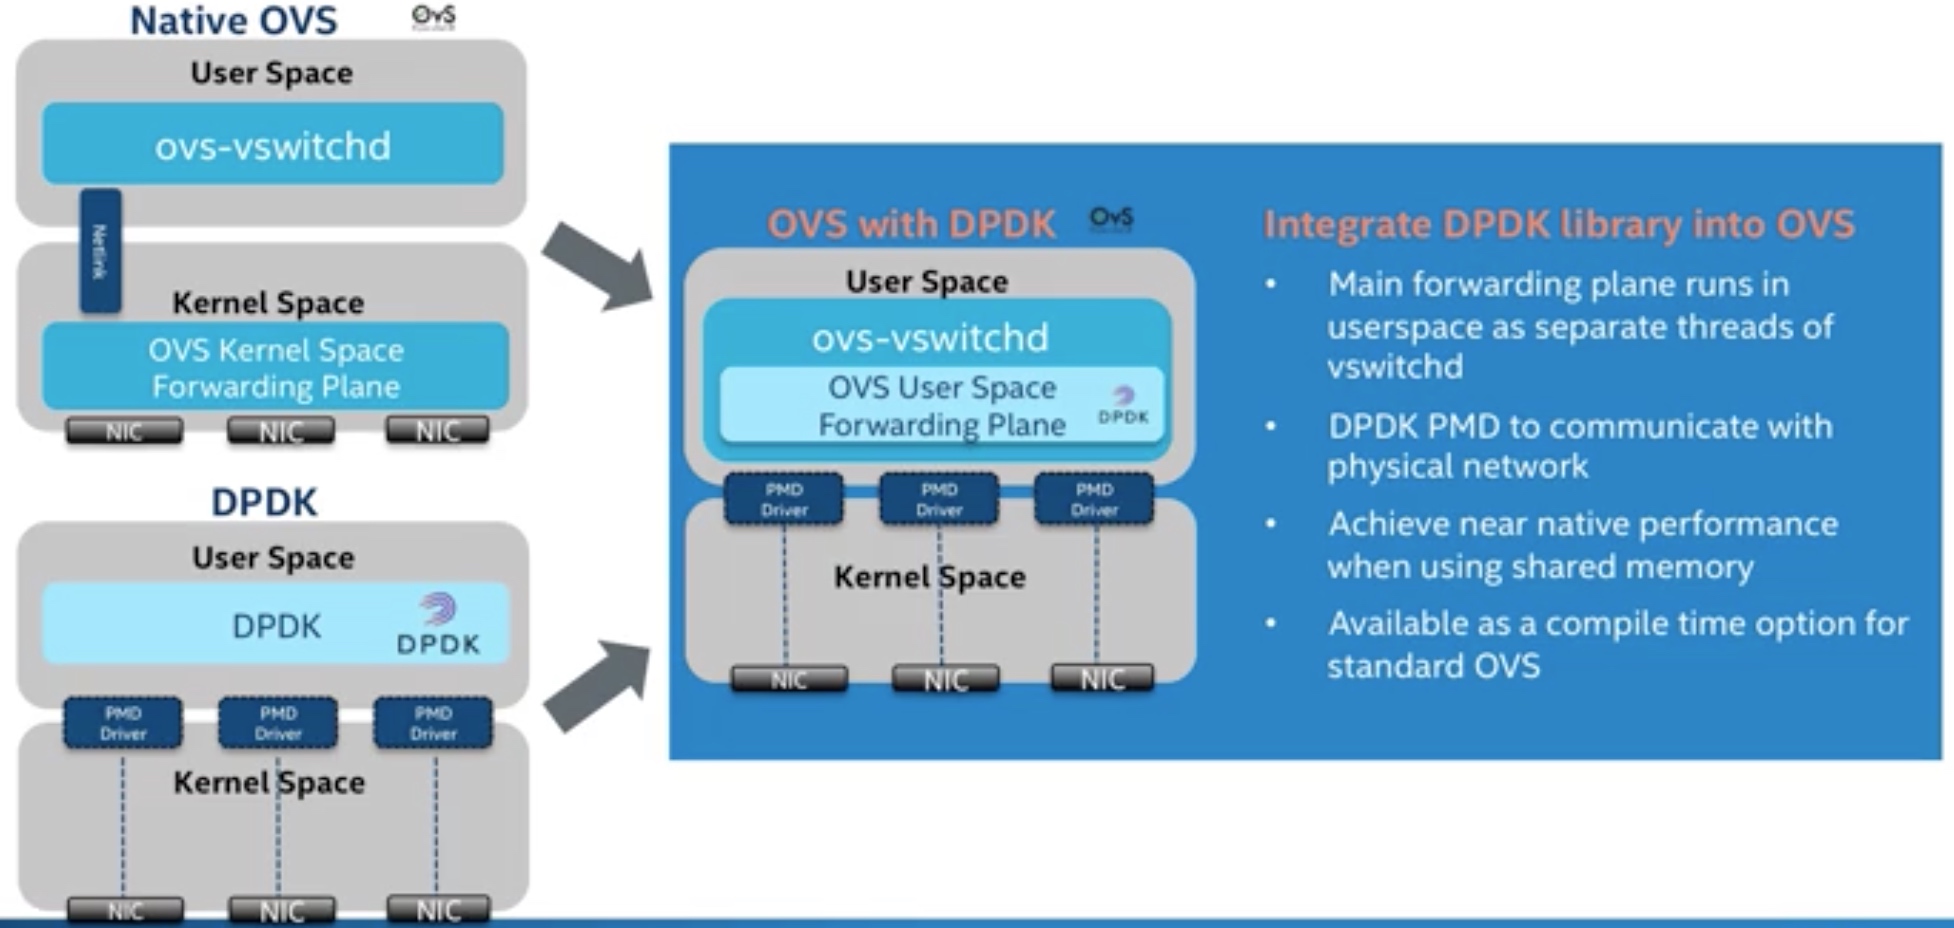 Native OVS
OvS
User Space
ovs-vswitchd
Netlink
Kernel Space
OVS Kernel Space
Forwarding Plane
NIC
NIC
NIC
DPDK
User Space
DPDK
DPDK
PMD
Driver
PMD
Driver
PMD
Driver
Kernel Space
NIC
NIC
NIC
OVS with DPDK
OvS
User Space
ovs-vswitchd
OVS User Space
Forwarding Plane
DPDK
PMD
Driver
PMD
Driver
PMD
Driver
Kernel Space
NIC
NIC
NIC
Integrate DPDK library into OVS
• Main forwarding plane runs in
userspace as separate threads of
vswitchd
• DPDK PMD to communicate with
physical network
• Achieve near native performance
when using shared memory
• Available as a compile time option for
standard OVS